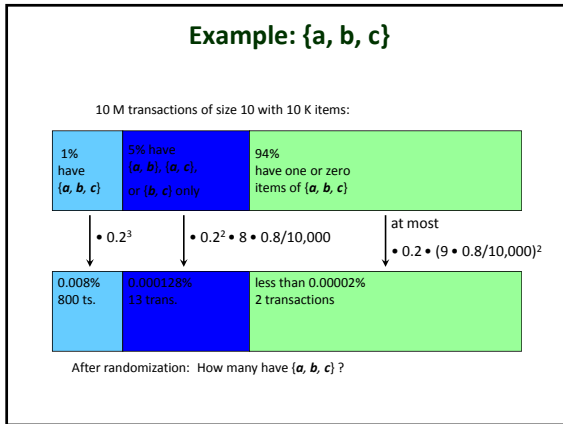 Example: {a, b, c}
10 M transactions of size 10 with 10 K items:
1%
have
{a, b, c}
5% have
{a, b}, {a, c},
or {b, c} only
94%
have one or zero
items of {a, b, c}
• 0.2³
• 0.2² • 8 • 0.8/10,000
at most
• 0.2 • (9 • 0.8/10,000)²
0.008%
800 ts.
0.000128%
13 trans.
less than 0.00002%
2 transactions
After randomization: How many have {a, b, c} ?